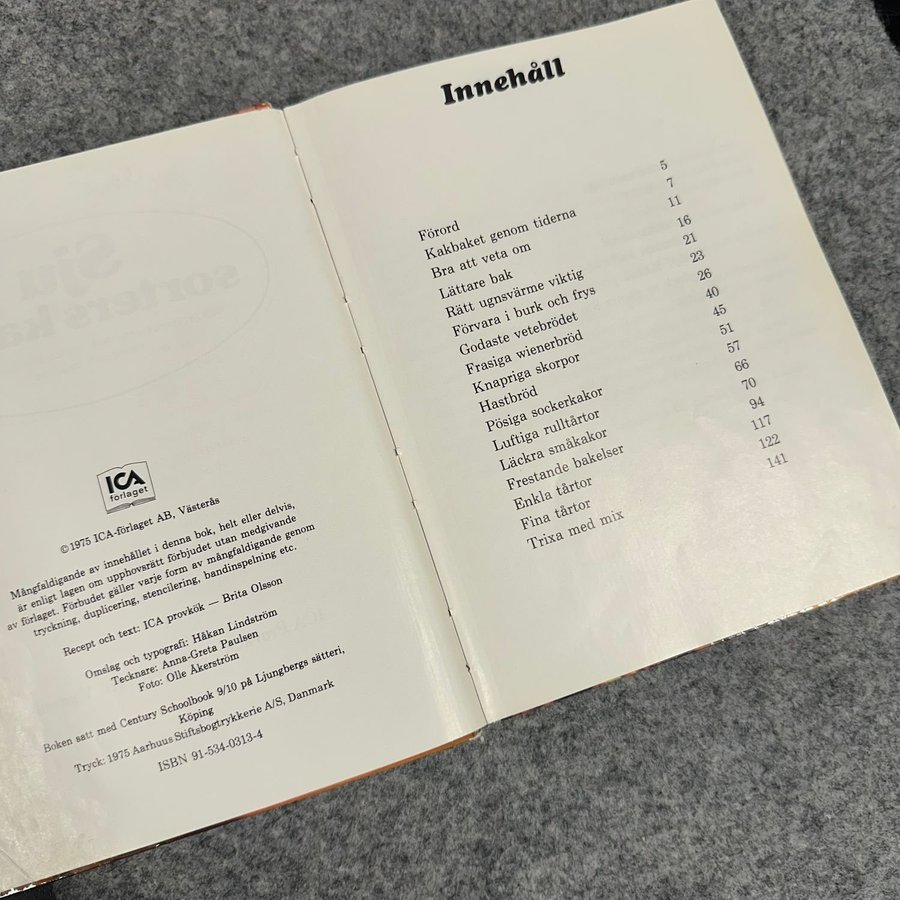 Sju
sorters ka
ICA
förlaget
©1975 ICA-förlaget AB, Västerås
Mångfaldigande av innehållet i denna bok, helt eller delvis,
är enligt lagen om upphovsrätt förbjudet utan medgivande
av förlaget. Förbudet gäller varje form av mångfaldigande genom
tryckning, duplicering, stencilering, bandinspelning etc.
Recept och text: ICA provkök — Brita Olsson
Omslag och typografi: Håkan Lindström
Tecknare: Anna-Greta Paulsen
Foto: Olle Åkerström
Boken satt med Century Schoolbook 9/10 på Ljungbergs sätteri,
Köping
Tryck: 1975 Aarhuus Stiftsbogtrykkerie A/S, Danmark
ISBN 91-534-0313-4
Innehåll
Förord 5
Kakbaket genom tiderna 7
Bra att veta om 11
Lättare bak 16
Rätt ugnsvärme viktig 21
Förvara i burk och frys 23
Godaste vetebrödet 26
Frasiga wienerbröd 40
Knapriga skorpor 45
Hastbröd 51
Pösiga sockerkakor 57
Luftiga rulltårtor 66
Läckra småkakor 70
Frestande bakelser 94
Enkla tårtor 117
Fina tårtor 122
Trixa med mix 141